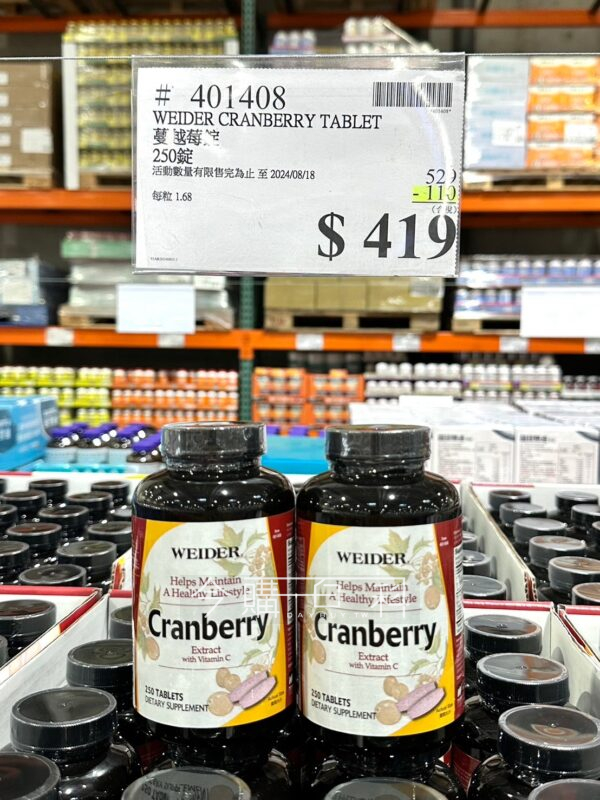 # 401408
401408*
WEIDER CRANBERRY TABLET
蔓越莓錠
250錠
活動數量有限售完為止 至 2024/08/18
529
- 110
每粒 1.68
$ 419
WEIDER
Helps Maintain
A Healthy Lifestyle
Cranberry
Extract
with Vitamin C
250 TABLETS
DIETARY SUPPLEMENT
WEIDER
Helps Maintain
A Healthy Lifestyle
Cranberry
Extract
with Vitamin C
250 TABLETS
DIETARY SUPPLEMENT